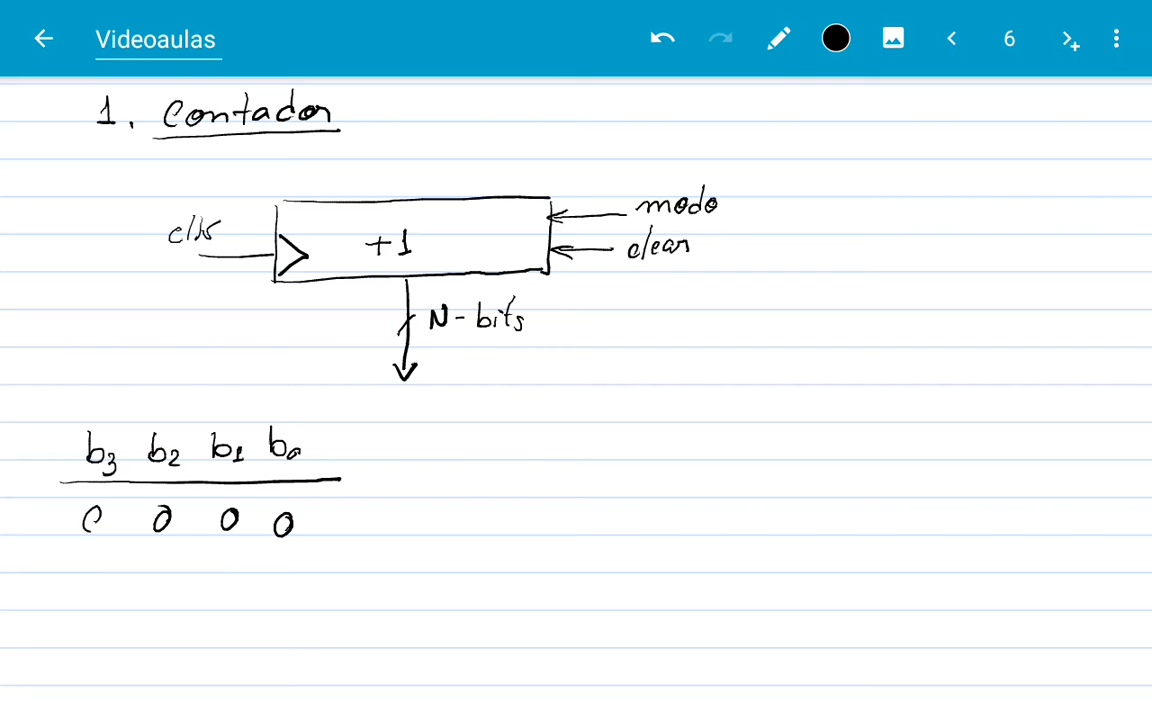 Videoaulas 6
1. Contador
modo
clk
+1
clear
N-bits
b3 b2 b1 b0
0 0 0 0